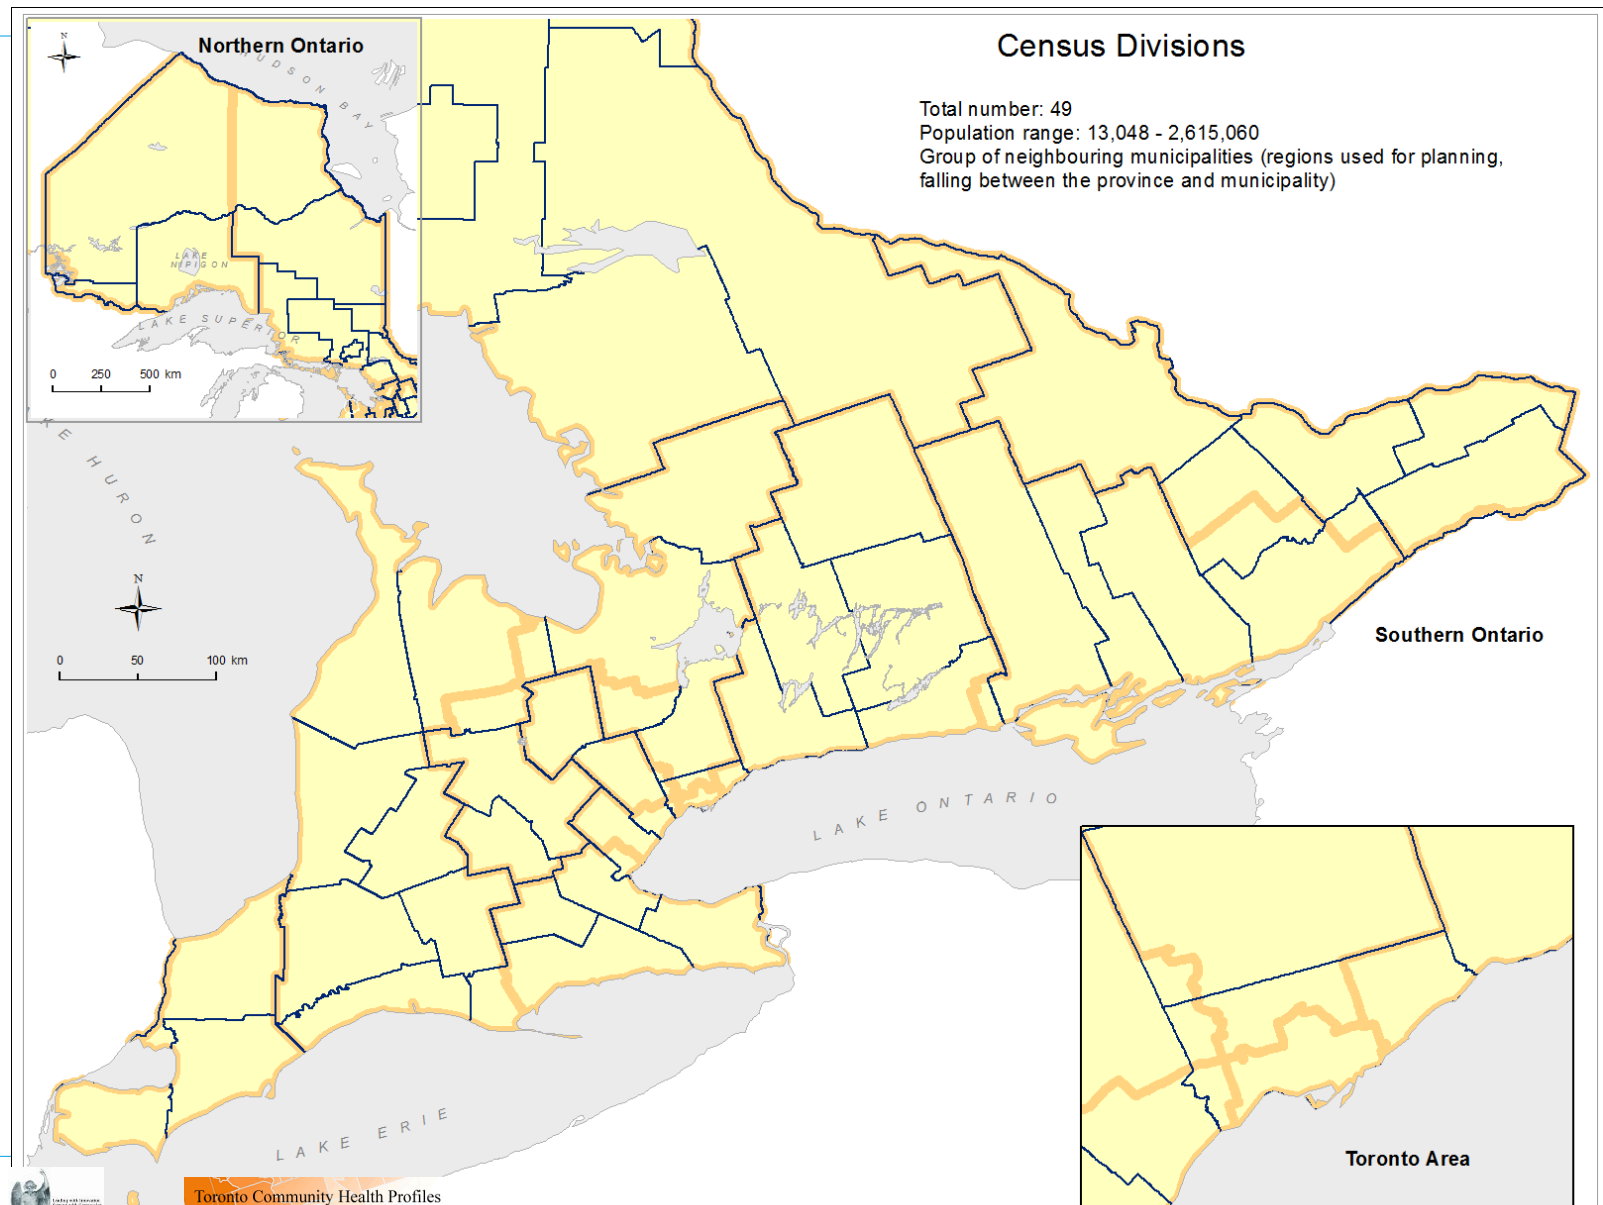 Northern Ontario
N
HUDSON BAY
LAKE
NIPIGON
LAKE SUPERIOR
0 250 500 km
Census Divisions
Total number: 49
Population range: 13,048 - 2,615,060
Group of neighbouring municipalities (regions used for planning,
falling between the province and municipality)
KE HURON
N
0 50 100 km
Southern Ontario
LAKE ONTARIO
LAKE ERIE
Toronto Area
Toronto Community Health Profiles